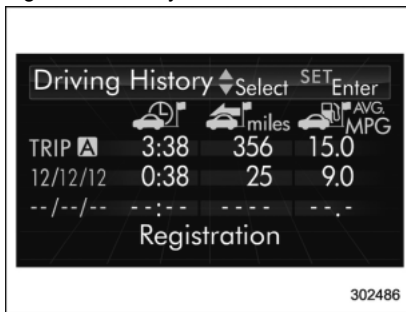 Driving History Select SET Enter
miles AVG. MPG
TRIP A 3:38 356 15.0
12/12/12 0:38 25 9.0
--/--/-- --:-- ---- --.-
Registration
302486